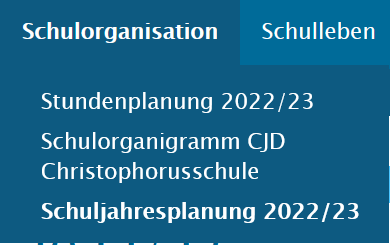 Schulorganisation Schulleben
Stundenplanung 2022/23
Schulorganigramm CJD
Christophorusschule
Schuljahresplanung 2022/23